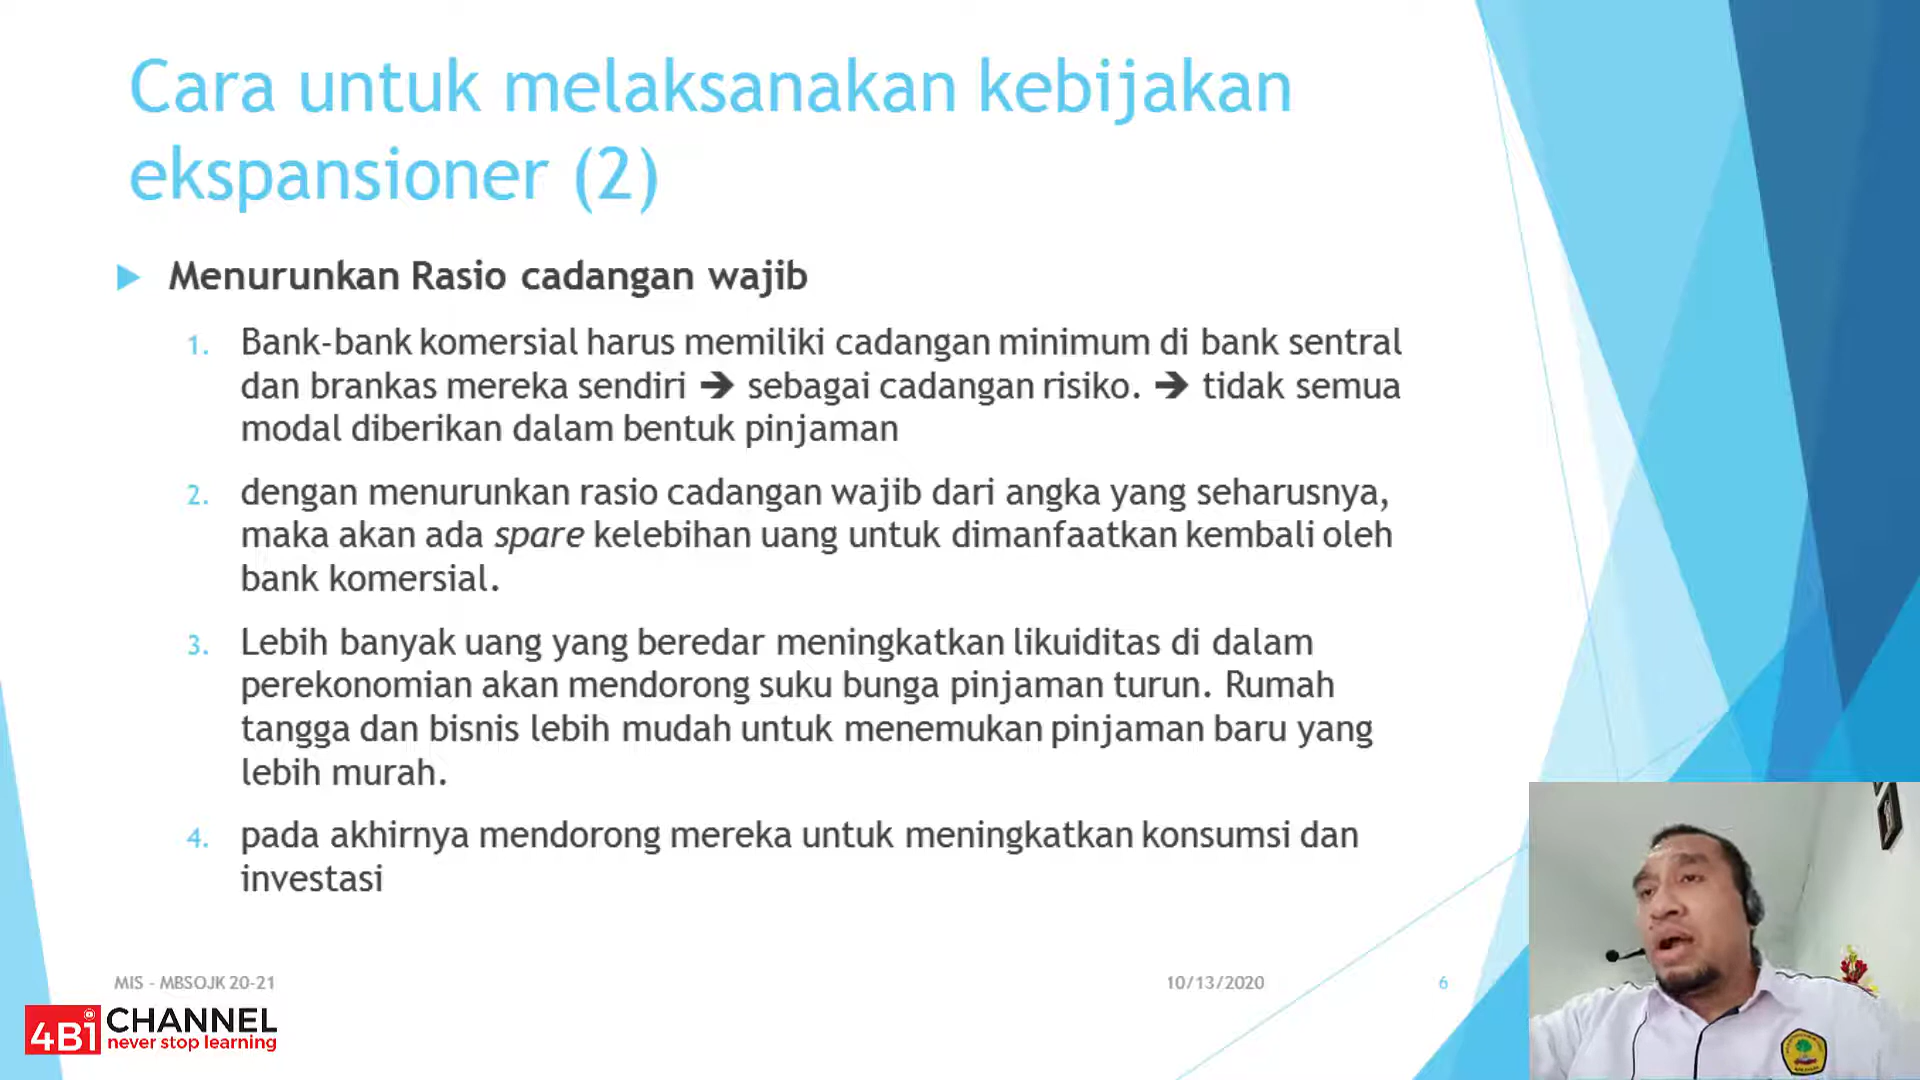 Cara untuk melaksanakan kebijakan
ekspansioner (2)
Menurunkan Rasio cadangan wajib
1. Bank-bank komersial harus memiliki cadangan minimum di bank sentral
dan brankas mereka sendiri → sebagai cadangan risiko. → tidak semua
modal diberikan dalam bentuk pinjaman
2. dengan menurunkan rasio cadangan wajib dari angka yang seharusnya,
maka akan ada spare kelebihan uang untuk dimanfaatkan kembali oleh
bank komersial.
3. Lebih banyak uang yang beredar meningkatkan likuiditas di dalam
perekonomian akan mendorong suku bunga pinjaman turun. Rumah
tangga dan bisnis lebih mudah untuk menemukan pinjaman baru yang
lebih murah.
4. pada akhirnya mendorong mereka untuk meningkatkan konsumsi dan
investasi
MIS - MBSOJK 20-21
10/13/2020
6
4Bi CHANNEL
never stop learning